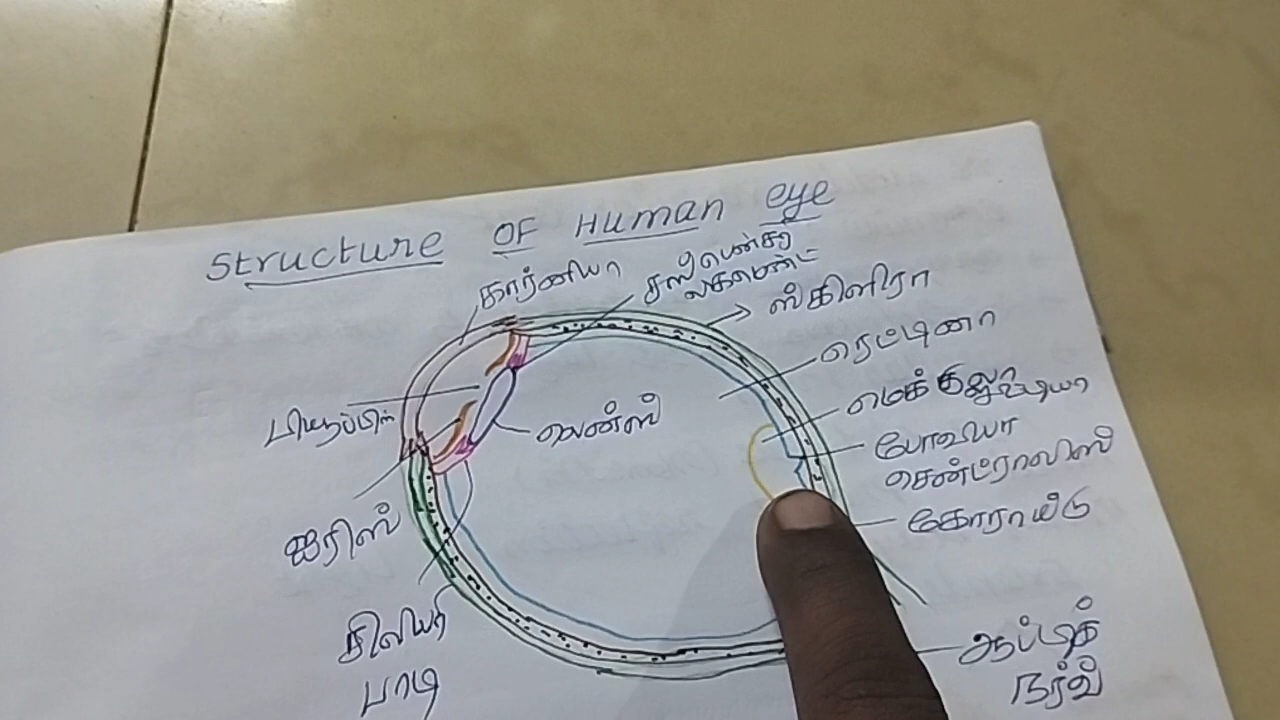 Structure OF Human eye
கார்னியா
சஸ்பென்சரி
லிகமெண்ட்
ஸ்கிளிரா
ரெட்டினா
மெக்குலா
போவியா
சென்ட்ராலிஸ்
கோராய்டு
ஆப்டிக்
நர்வ்
லென்ஸ்
ஐரிஸ்
சிலியரி
பாடி